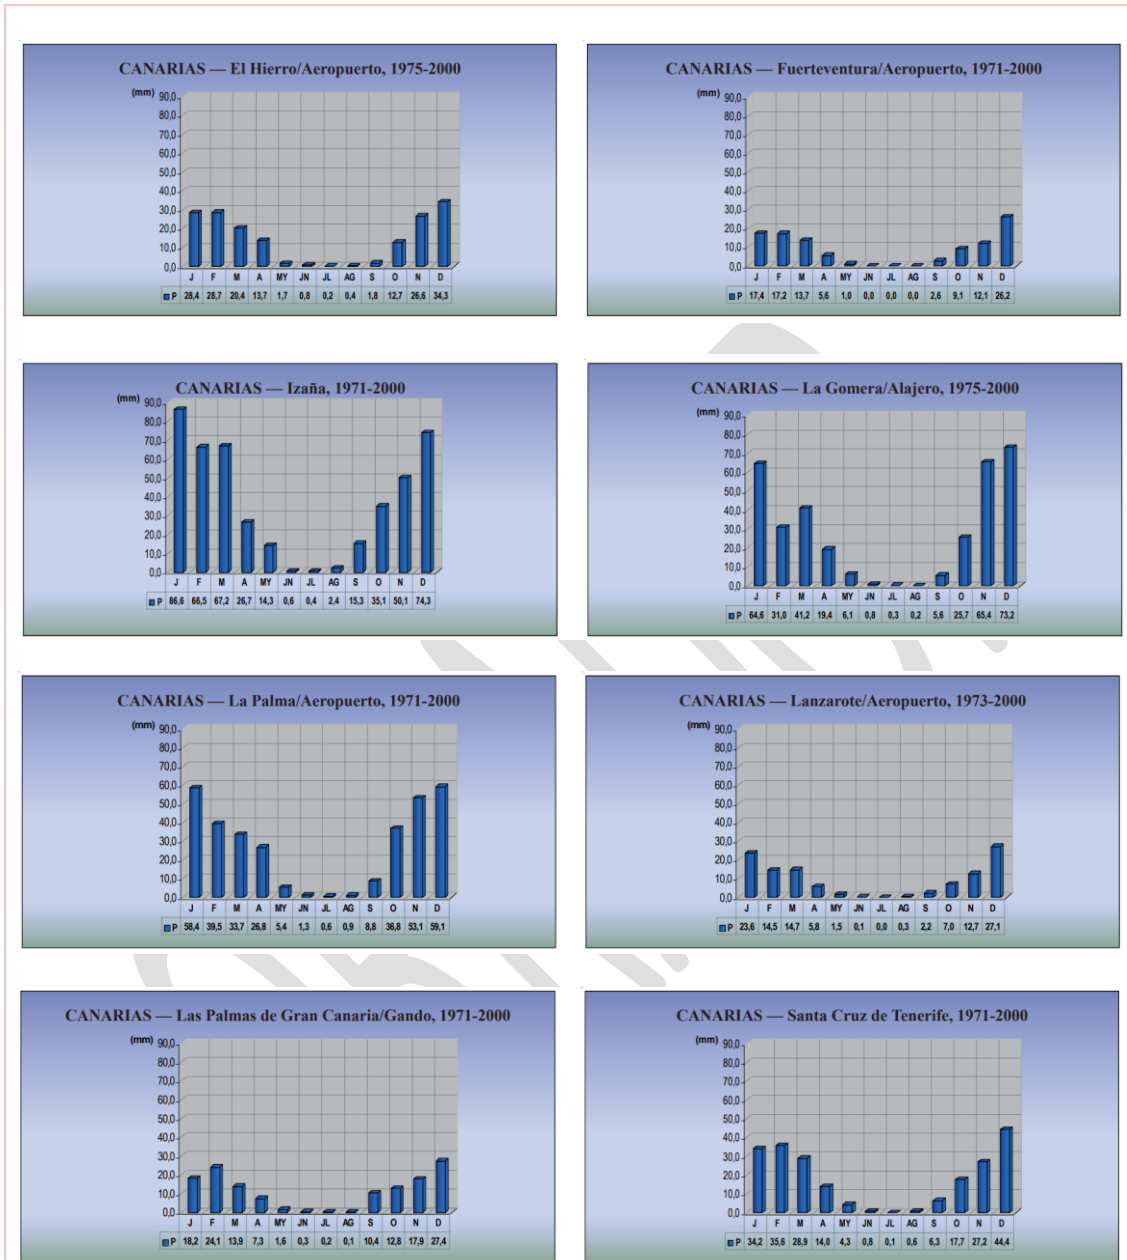 CANARIAS — El Hierro/Aeropuerto, 1975-2000
(mm)
90,0
80,0
70,0
60,0
50,0
40,0
30,0
20,0
10,0
0,0
J F M A MY JN JL AG S O N D
P 28,4 28,7 20,4 13,7 1,7 0,8 0,2 0,4 1,8 12,7 26,6 34,3
CANARIAS — Fuerteventura/Aeropuerto, 1971-2000
(mm)
90,0
80,0
70,0
60,0
50,0
40,0
30,0
20,0
10,0
0,0
J F M A MY JN JL AG S O N D
P 17,4 17,2 13,7 5,6 1,0 0,0 0,0 0,0 2,6 9,1 12,1 26,2
CANARIAS — Izaña, 1971-2000
(mm)
90,0
80,0
70,0
60,0
50,0
40,0
30,0
20,0
10,0
0,0
J F M A MY JN JL AG S O N D
P 86,6 66,5 67,2 26,7 14,3 0,6 0,4 2,4 15,3 35,1 50,1 74,3
CANARIAS — La Gomera/Alajero, 1975-2000
(mm)
90,0
80,0
70,0
60,0
50,0
40,0
30,0
20,0
10,0
0,0
J F M A MY JN JL AG S O N D
P 64,6 31,0 41,2 19,4 6,1 0,8 0,3 0,2 5,6 25,7 65,4 73,2
CANARIAS — La Palma/Aeropuerto, 1971-2000
(mm)
90,0
80,0
70,0
60,0
50,0
40,0
30,0
20,0
10,0
0,0
J F M A MY JN JL AG S O N D
P 58,4 39,5 33,7 26,8 5,4 1,3 0,6 0,9 8,8 36,8 53,1 59,1
CANARIAS — Lanzarote/Aeropuerto, 1973-2000
(mm)
90,0
80,0
70,0
60,0
50,0
40,0
30,0
20,0
10,0
0,0
J F M A MY JN JL AG S O N D
P 23,6 14,5 14,7 5,8 1,5 0,1 0,0 0,3 2,2 7,0 12,7 27,1
CANARIAS — Las Palmas de Gran Canaria/Gando, 1971-2000
(mm)
90,0
80,0
70,0
60,0
50,0
40,0
30,0
20,0
10,0
0,0
J F M A MY JN JL AG S O N D
P 18,2 24,1 13,9 7,3 1,6 0,3 0,2 0,1 10,4 12,8 17,9 27,4
CANARIAS — Santa Cruz de Tenerife, 1971-2000
(mm)
90,0
80,0
70,0
60,0
50,0
40,0
30,0
20,0
10,0
0,0
J F M A MY JN JL AG S O N D
P 34,2 35,6 28,9 14,0 4,3 0,8 0,1 0,6 6,3 17,7 27,2 44,4